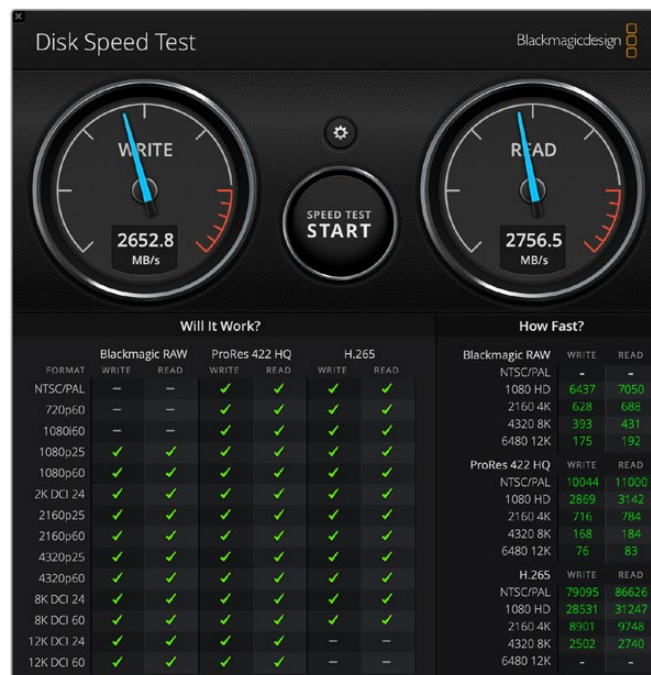 Disk Speed Test
Blackmagicdesign
WRITE
2652.8
MB/s
SPEED TEST
START
READ
2756.5
MB/s
Will It Work?
Blackmagic RAW ProRes 422 HQ H.265
FORMAT WRITE READ WRITE READ WRITE READ
NTSC/PAL – – ✓ ✓ ✓ ✓
720p60 – – ✓ ✓ ✓ ✓
1080i60 – – ✓ ✓ ✓ ✓
1080p25 ✓ ✓ ✓ ✓ ✓ ✓
1080p60 ✓ ✓ ✓ ✓ ✓ ✓
2K DCI 24 ✓ ✓ ✓ ✓ ✓ ✓
2160p25 ✓ ✓ ✓ ✓ ✓ ✓
2160p60 ✓ ✓ ✓ ✓ ✓ ✓
4320p25 ✓ ✓ ✓ ✓ ✓ ✓
4320p60 ✓ ✓ ✓ ✓ ✓ ✓
8K DCI 24 ✓ ✓ ✓ ✓ ✓ ✓
8K DCI 60 ✓ ✓ ✓ ✓ ✓ ✓
12K DCI 24 ✓ ✓ ✓ ✓ – –
12K DCI 60 ✓ ✓ ✓ ✓ – –
How Fast?
Blackmagic RAW WRITE READ
NTSC/PAL - -
1080 HD 6437 7050
2160 4K 628 688
4320 8K 393 431
6480 12K 175 192
ProRes 422 HQ WRITE READ
NTSC/PAL 10044 11000
1080 HD 2869 3142
2160 4K 716 784
4320 8K 168 184
6480 12K 76 83
H.265 WRITE READ
NTSC/PAL 79095 86626
1080 HD 28531 31247
2160 4K 8901 9748
4320 8K 2502 2740
6480 12K - -